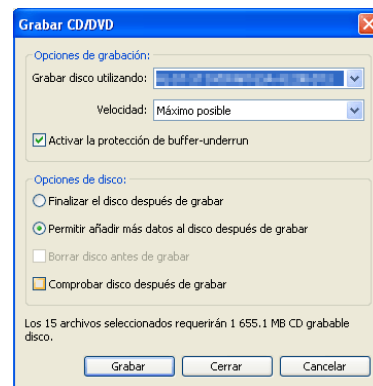 Grabar CD/DVD
Opciones de grabación:
Grabar disco utilizando:
Velocidad: Máximo posible
Activar la protección de buffer-underrun
Opciones de disco:
Finalizar el disco después de grabar
Permitir añadir más datos al disco después de grabar
Borrar disco antes de grabar
Comprobar disco después de grabar
Los 15 archivos seleccionados requerirán 1 655.1 MB CD grabable
disco.
Grabar Cerrar Cancelar